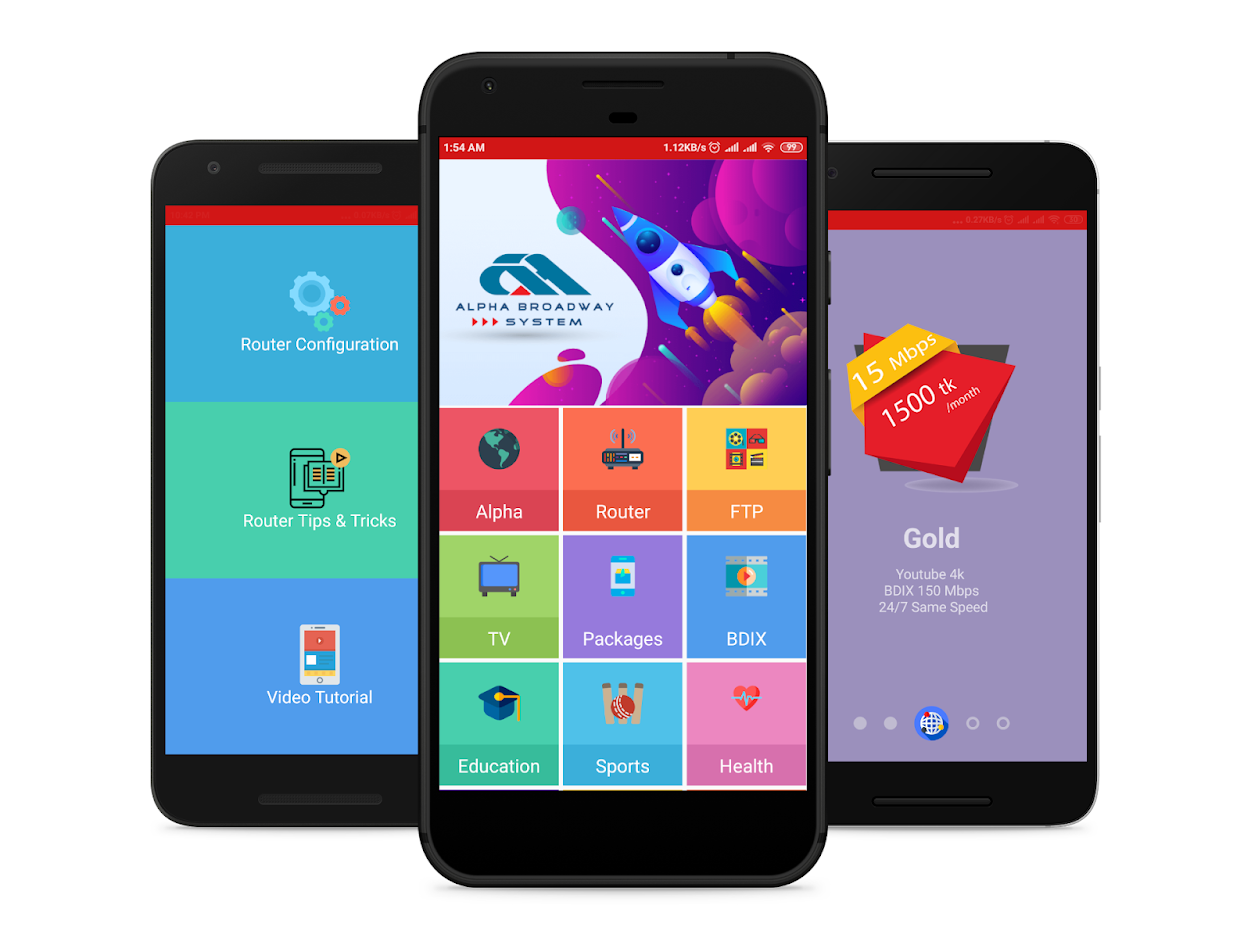 Router Configuration
Router Tips & Tricks
Video Tutorial
1:54 AM
1.12KB/s
99
ALPHA BROADWAY
SYSTEM
Alpha
Router
FTP
TV
Packages
BDIX
Education
Sports
Health
... 0.27KB/s
15 Mbps
1500 tk
/month
Gold
Youtube 4k
BDIX 150 Mbps
24/7 Same Speed